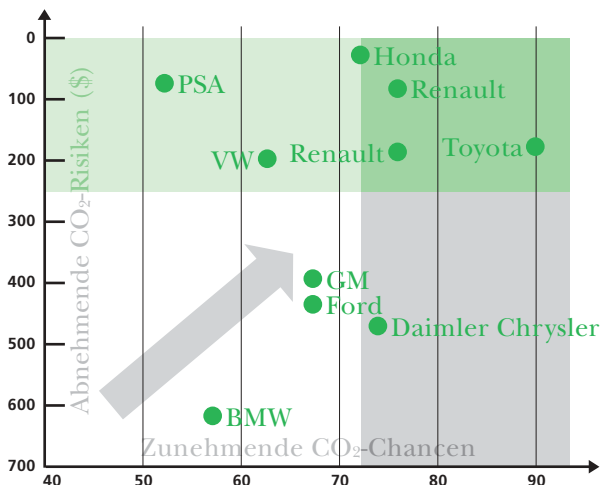 0
Honda
PSA
Renault
100
VW
Renault
Toyota
200
300
400
GM
Ford
Daimler Chrysler
500
600
BMW
700
Abnehmende CO₂-Risiken ($)
Zunehmende CO₂-Chancen
40 50 60 70 80 90